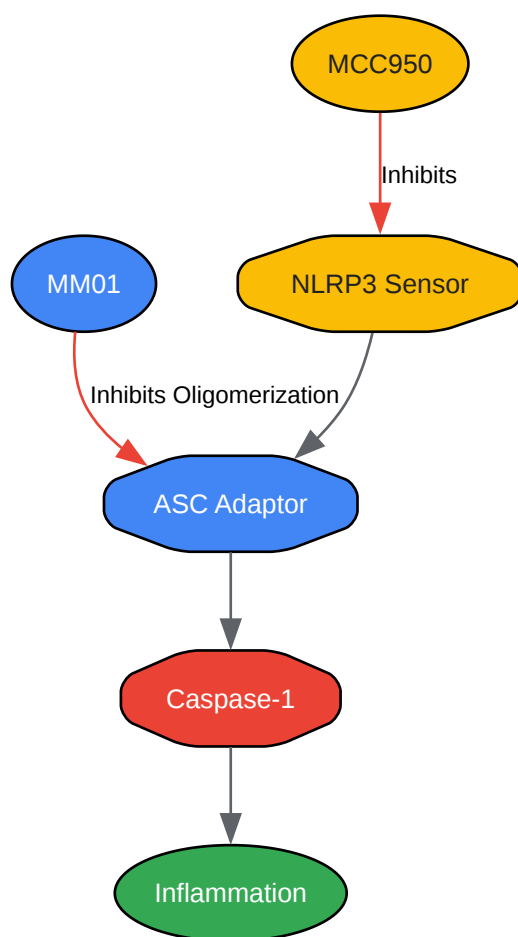 MCC950
Inhibits
MM01
NLRP3 Sensor
Inhibits Oligomerization
ASC Adaptor
Caspase-1
Inflammation